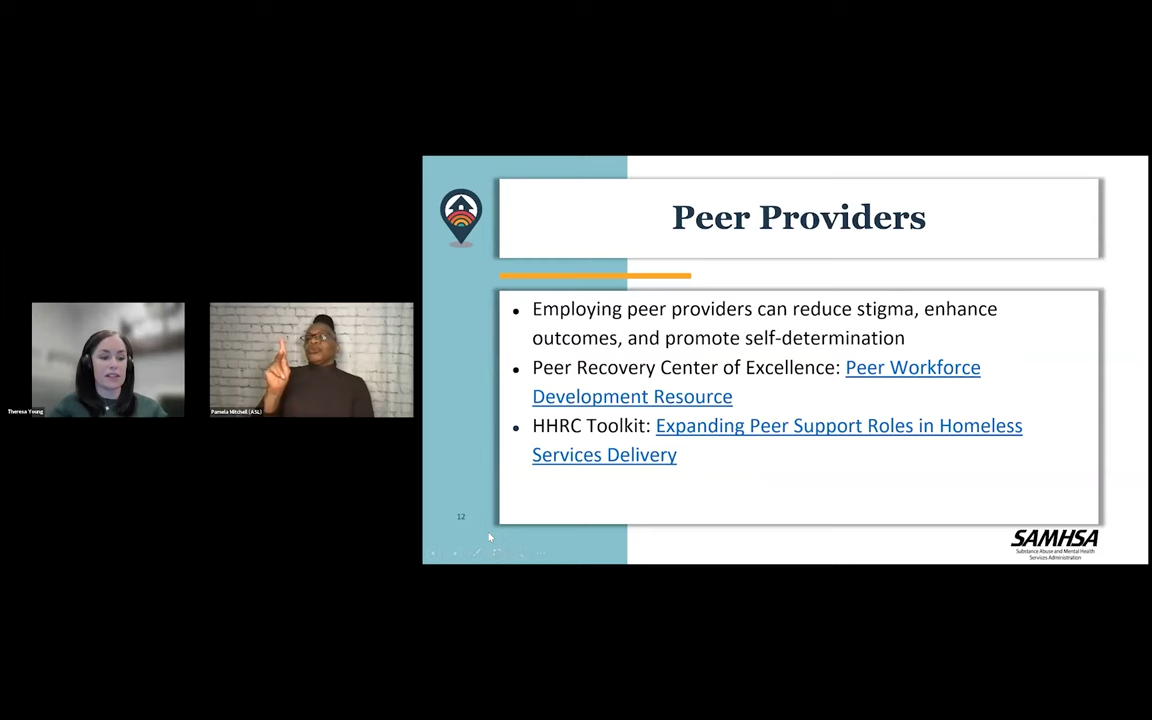 Peer Providers
Employing peer providers can reduce stigma, enhance
outcomes, and promote self-determination
Peer Recovery Center of Excellence: Peer Workforce
Development Resource
HHRC Toolkit: Expanding Peer Support Roles in Homeless
Services Delivery
12
SAMHSA
Substance Abuse and Mental Health
Services Administration
Theresa Young
Pamela Mitchell (ASL)